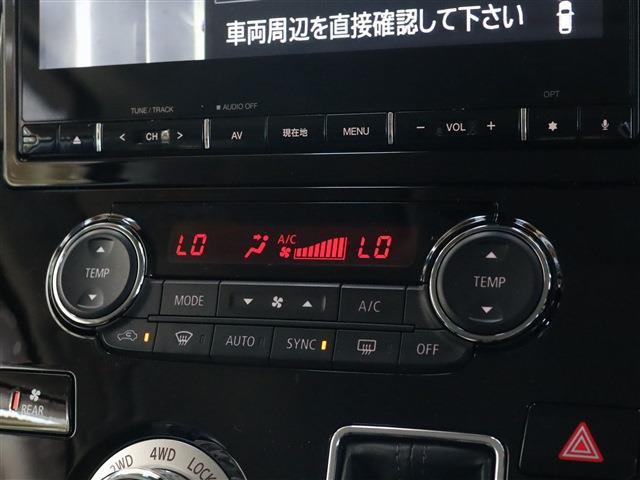 車両周辺を直接確認して下さい
TUNE / TRACK
AUDIO OFF
OPT
CH
AV
現在地
MENU
VOL
LO A/C LO
TEMP
TEMP
MODE
A/C
AUTO
SYNC
OFF
REAR
2WD 4WD LOCK